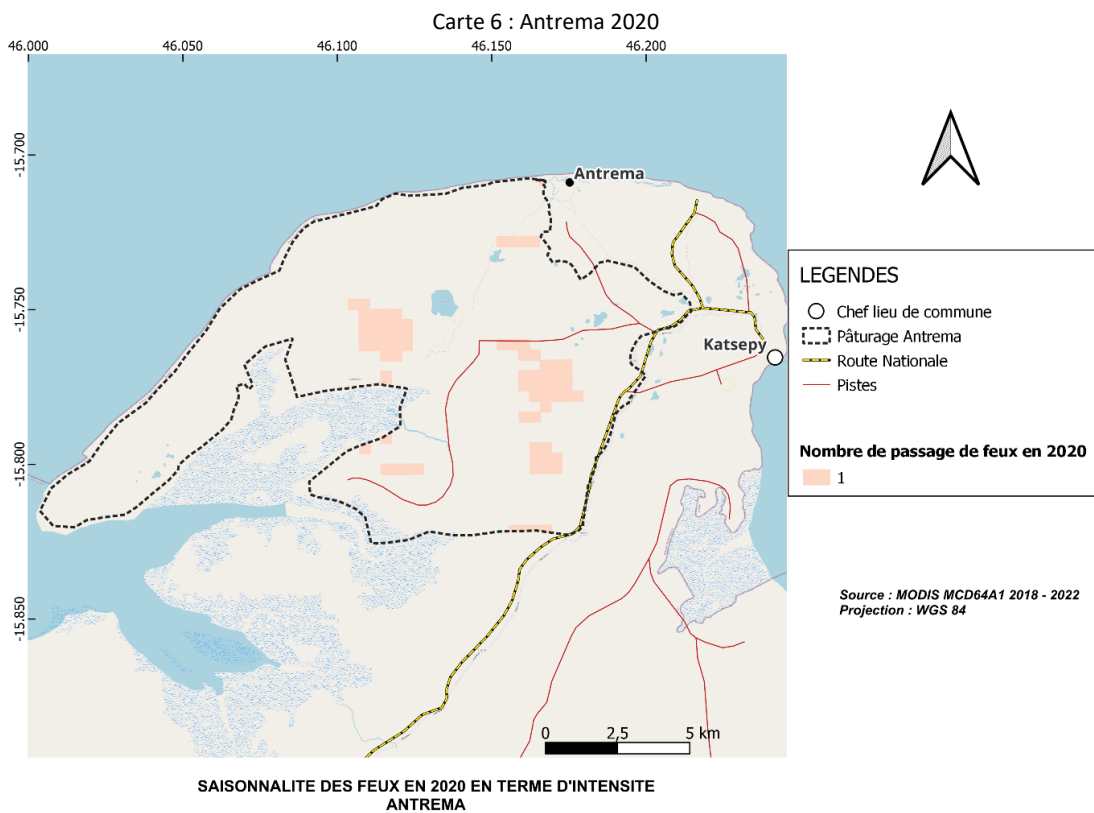 Carte 6 : Antrema 2020
46.000 46.050 46.100 46.150 46.200
-15.700
-15.750
-15.800
-15.850
Antrema
Katsepy
0 2,5 5 km
LEGENDES
Chef lieu de commune
Pâturage Antrema
Route Nationale
Pistes
Nombre de passage de feux en 2020
1
Source : MODIS MCD64A1 2018 - 2022
Projection : WGS 84
SAISONNALITE DES FEUX EN 2020 EN TERME D'INTENSITE
ANTREMA